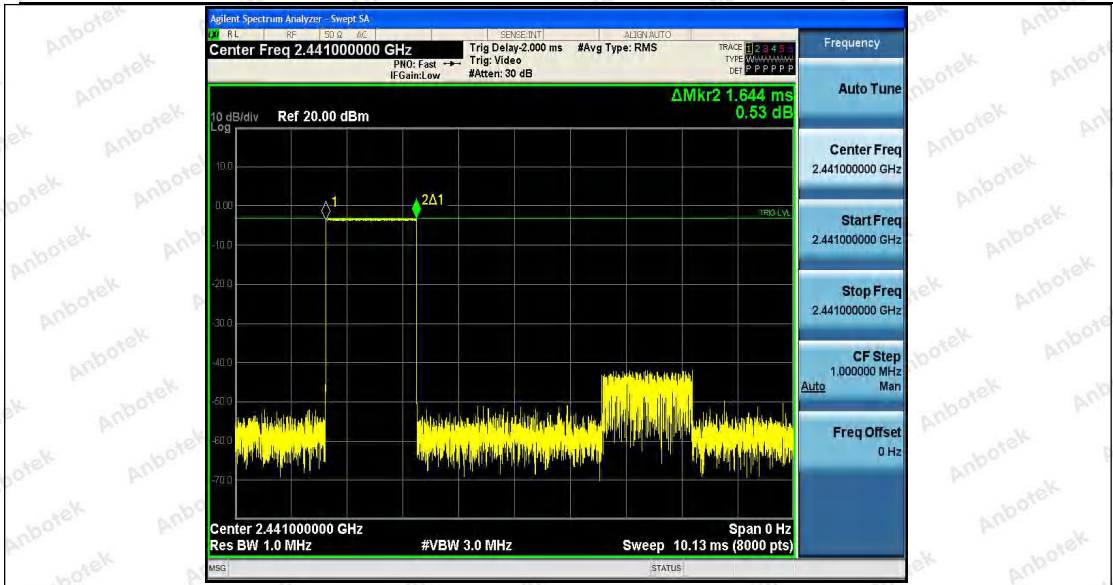 Agilent Spectrum Analyzer - Swept SA
RL RF 50 Ω AC SENSE:INT ALIGN AUTO
Center Freq 2.441000000 GHz
PNO: Fast
IFGain:Low
Trig Delay-2.000 ms
Trig: Video
#Atten: 30 dB
#Avg Type: RMS
TRACE 1 2 3 4 5 6
TYPE W
DET P P P P P P
ΔMkr2 1.644 ms
0.53 dB
10 dB/div Ref 20.00 dBm
Log
10.0
0.00
-10.0
-20.0
-30.0
-40.0
-50.0
-60.0
-70.0
1
2Δ1
TRIG LVL
Center 2.441000000 GHz Span 0 Hz
Res BW 1.0 MHz #VBW 3.0 MHz Sweep 10.13 ms (8000 pts)
MSG STATUS
Frequency
Auto Tune
Center Freq
2.441000000 GHz
Start Freq
2.441000000 GHz
Stop Freq
2.441000000 GHz
CF Step
1.000000 MHz
Auto Man
Freq Offset
0 Hz
Anbotek